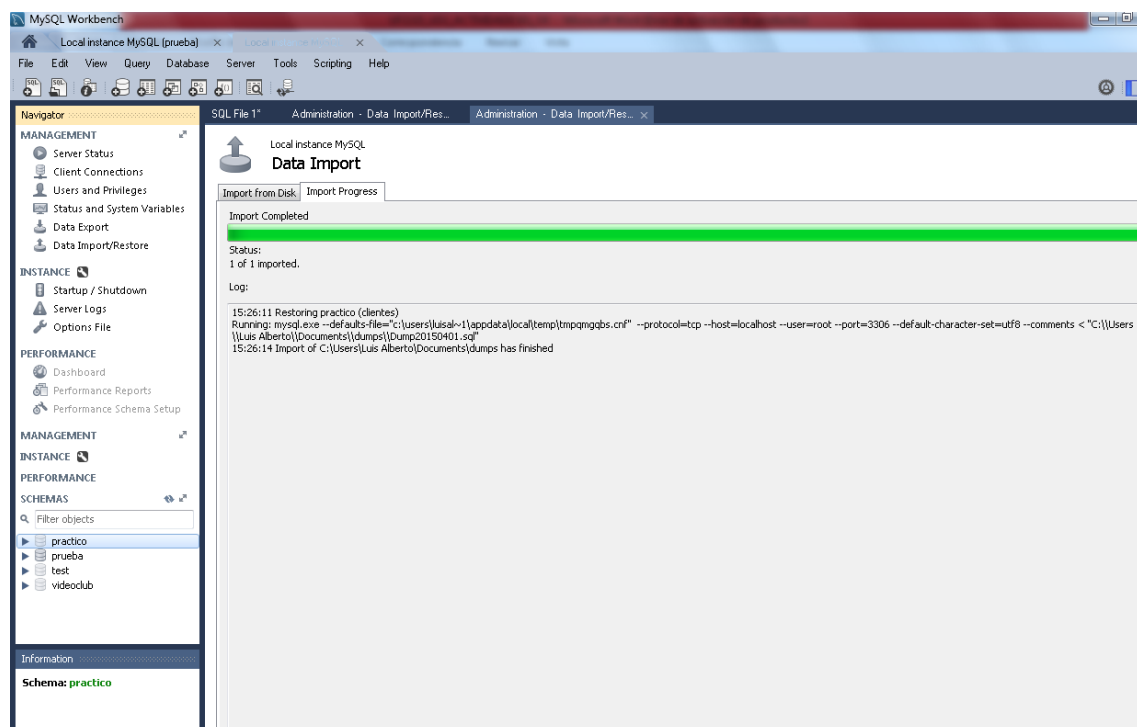 MySQL Workbench
Local instance MySQL (prueba)
File Edit View Query Database Server Tools Scripting Help
Navigator
SQL File 1* Administration - Data Import/Res... Administration - Data Import/Res...
MANAGEMENT
Server Status
Client Connections
Users and Privileges
Status and System Variables
Data Export
Data Import/Restore
INSTANCE
Startup / Shutdown
Server Logs
Options File
PERFORMANCE
Dashboard
Performance Reports
Performance Schema Setup
MANAGEMENT
INSTANCE
PERFORMANCE
SCHEMAS
Filter objects
practico
prueba
test
videoclub
Information
Schema: practico
Local instance MySQL
Data Import
Import from Disk Import Progress
Import Completed
Status:
1 of 1 imported.
Log:
15:26:11 Restoring practico (clientes)
Running: mysql.exe --defaults-file="c:\users\luisal~1\appdata\local\temp\tmpqmgqbs.cnf" --protocol=tcp --host=localhost --user=root --port=3306 --default-character-set=utf8 --comments < "C:\\Users
\\Luis Alberto\\Documents\\dumps\\Dump20150401.sql"
15:26:14 Import of C:\Users\Luis Alberto\Documents\dumps has finished